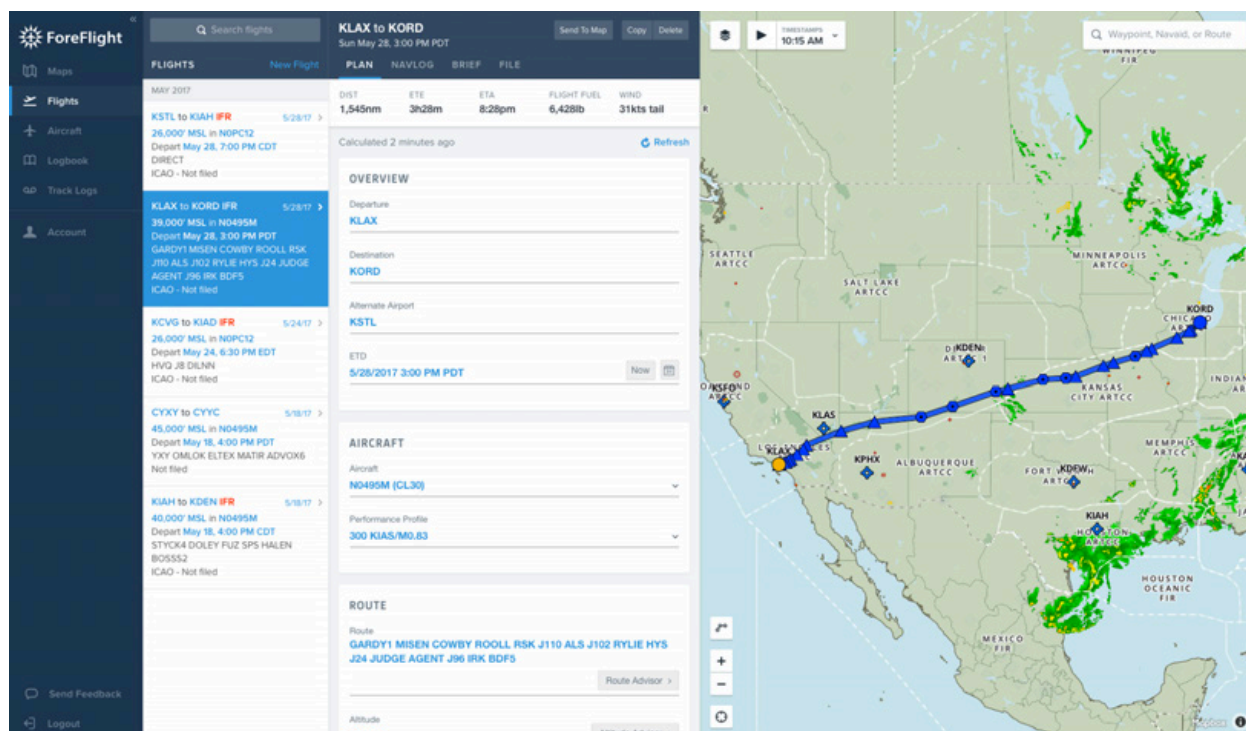 «
ForeFlight
Maps
Flights
Aircraft
Logbook
Track Logs
Account
Send Feedback
Logout
Search flights
FLIGHTS New Flight
MAY 2017
KSTL to KIAH IFR 5/28/17 >
26,000' MSL in N0PC12
Depart May 28, 7:00 PM CDT
DIRECT
ICAO - Not filed
KLAX to KORD IFR 5/28/17 >
39,000' MSL in N0495M
Depart May 28, 3:00 PM PDT
GARDY1 MISEN COWBY ROOLL RSK
J110 ALS J102 RYLIE HYS J24 JUDGE
AGENT J96 IRK BDF5
ICAO - Not filed
KCVG to KIAD IFR 5/24/17 >
26,000' MSL in N0PC12
Depart May 24, 6:30 PM EDT
HVQ J8 DILNN
ICAO - Not filed
CYXY to CYYC 5/18/17 >
45,000' MSL in N0495M
Depart May 18, 4:00 PM PDT
YXY OMLOK ELTEX MATIR ADVOX6
Not filed
KIAH to KDEN IFR 5/18/17 >
40,000' MSL in N0495M
Depart May 18, 4:00 PM CDT
STYCK4 DOLEY FUZ SPS HALEN
BOSSS2
ICAO - Not filed
KLAX to KORD
Sun May 28, 3:00 PM PDT
Send To Map Copy Delete
PLAN NAVLOG BRIEF FILE
DIST ETE ETA FLIGHT FUEL WIND
1,545nm 3h28m 8:28pm 6,428lb 31kts tail
Calculated 2 minutes ago Refresh
OVERVIEW
Departure
KLAX
Destination
KORD
Alternate Airport
KSTL
ETD
5/28/2017 3:00 PM PDT Now
AIRCRAFT
Aircraft
N0495M (CL30)
Performance Profile
300 KIAS/M0.83
ROUTE
Route
GARDY1 MISEN COWBY ROOLL RSK J110 ALS J102 RYLIE HYS
J24 JUDGE AGENT J96 IRK BDF5
Route Advisor >
Altitude
TIMESTAMPS
10:15 AM
Waypoint, Navaid, or Route
WINNIPEG
FIR
SEATTLE
ARTCC
MINNEAPOLIS
ARTCC
SALT LAKE
ARTCC
KORD
KDEN
KSFO
ARTCC
KANSAS
CITY ARTCC
KLAS
KLAX
KPHX
ALBUQUERQUE
ARTCC
MEMPHIS
ARTCC
KDFW
KIAH
HOUSTON
ARTCC
HOUSTON
OCEANIC
FIR
MEXICO
FIR
+
−
mapbox